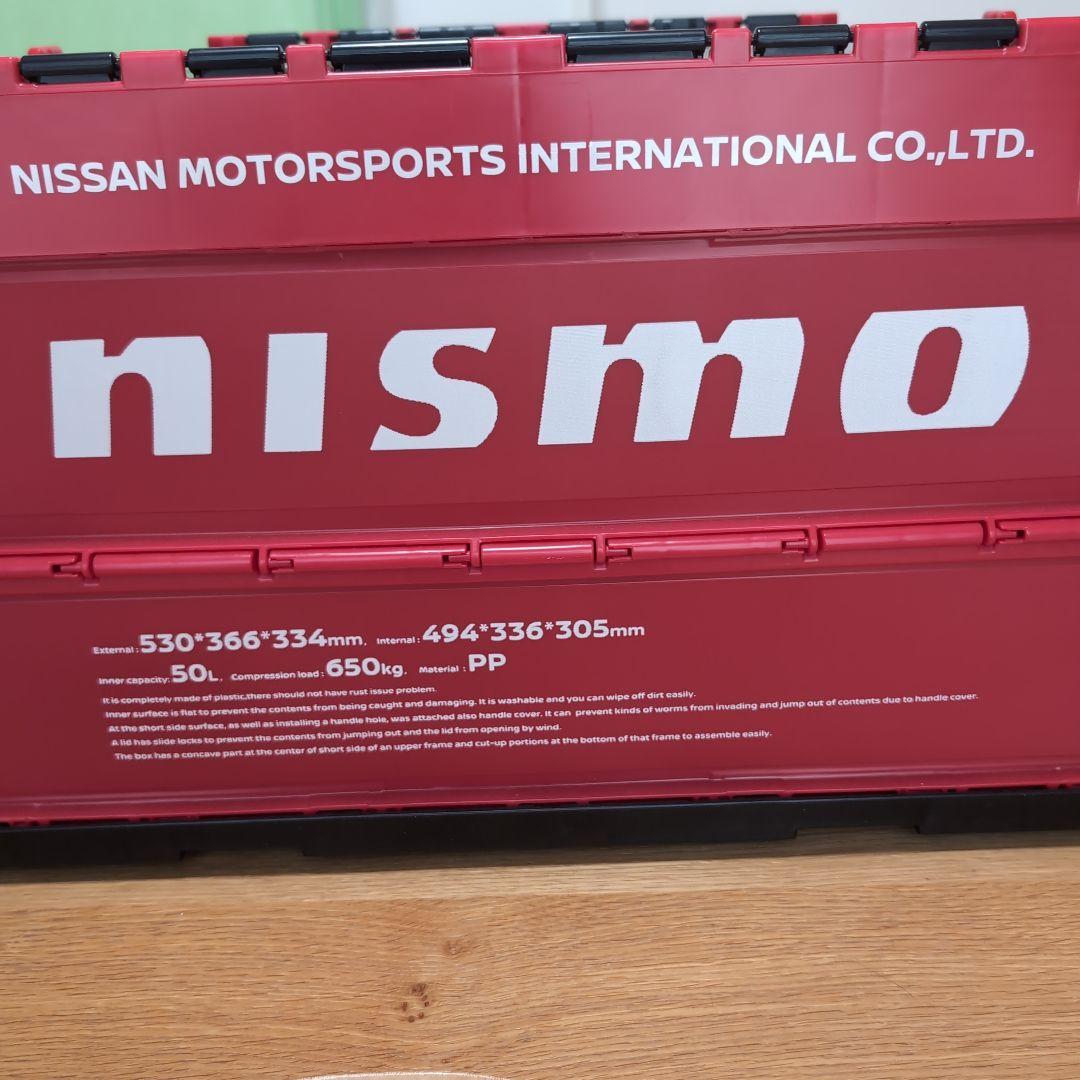 NISSAN MOTORSPORTS INTERNATIONAL CO.,LTD.
nismo
External : 530*366*334mm, Internal : 494*336*305mm
Inner capacity: 50L, Compression load : 650kg, Material : PP
It is completely made of plastic,there should not have rust issue problem.
Inner surface is flat to prevent the contents from being caught and damaging. It is washable and you can wipe off dirt easily.
At the short side surface, as well as installing a handle hole, was attached also handle cover. It can prevent kinds of worms from invading and jump out of contents due to handle cover.
A lid has slide locks to prevent the contents from jumping out and the lid from opening by wind.
The box has a concave part at the center of short side of an upper frame and cut-up portions at the bottom of that frame to assemble easily.